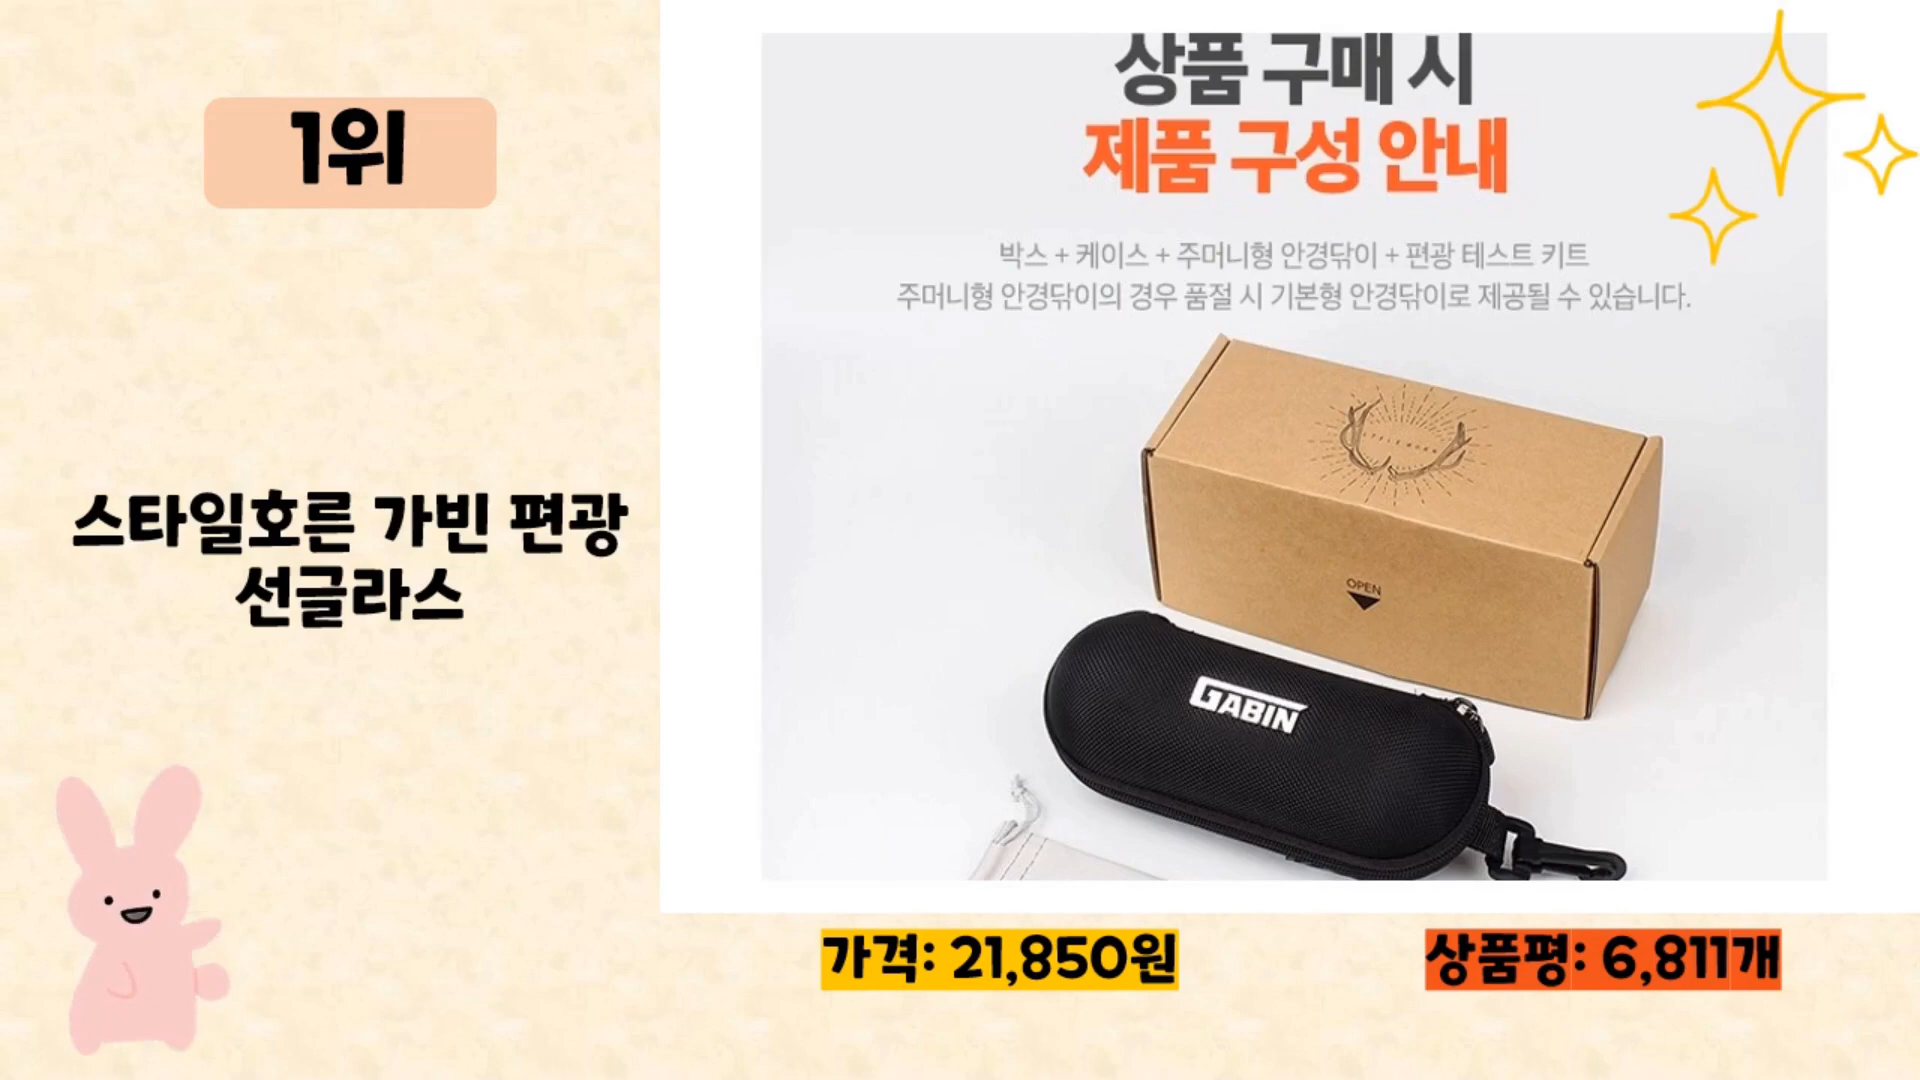 1위
스타일호른 가빈 편광
선글라스
상품 구매 시
제품 구성 안내
박스 + 케이스 + 주머니형 안경닦이 + 편광 테스트 키트
주머니형 안경닦이의 경우 품절 시 기본형 안경닦이로 제공될 수 있습니다.
OPEN
GABIN
가격: 21,850원
상품평: 6,811개